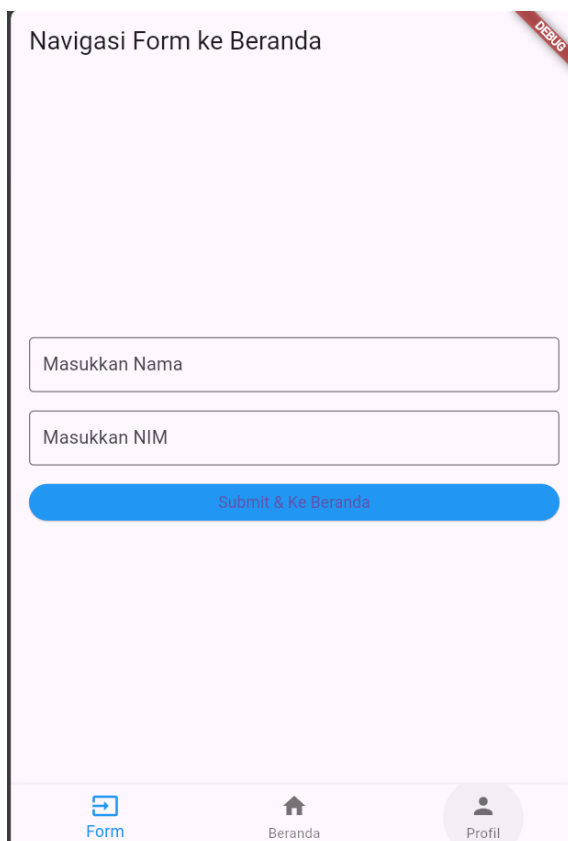 Navigasi Form ke Beranda
DEBUG
Masukkan Nama
Masukkan NIM
Submit & Ke Beranda
Form
Beranda
Profil